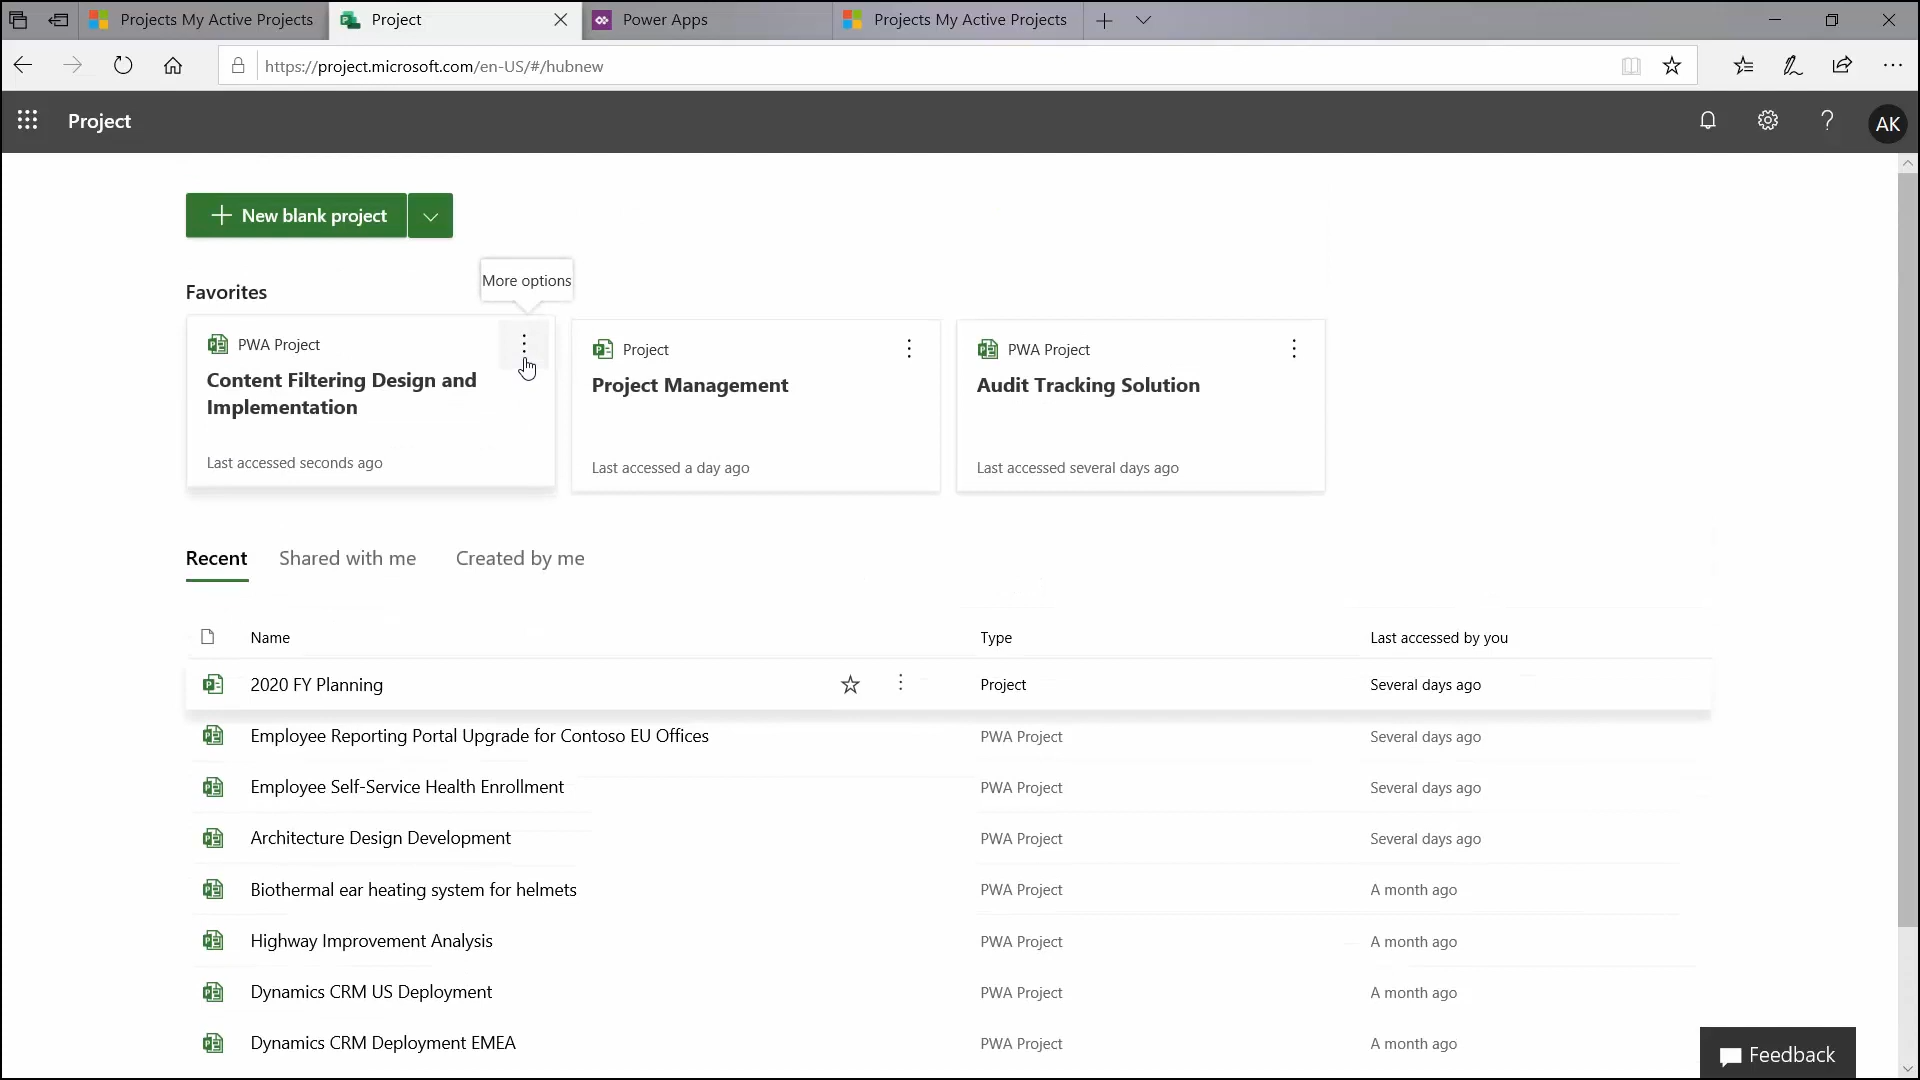 Projects My Active Projects
Project
Power Apps
Projects My Active Projects
https://project.microsoft.com/en-US/#/hubnew
Project
AK
New blank project
More options
Favorites
PWA Project
Content Filtering Design and
Implementation
Last accessed seconds ago
Project
Project Management
Last accessed a day ago
PWA Project
Audit Tracking Solution
Last accessed several days ago
Recent Shared with me Created by me
Name Type Last accessed by you
2020 FY Planning Project Several days ago
Employee Reporting Portal Upgrade for Contoso EU Offices PWA Project Several days ago
Employee Self-Service Health Enrollment PWA Project Several days ago
Architecture Design Development PWA Project Several days ago
Biothermal ear heating system for helmets PWA Project A month ago
Highway Improvement Analysis PWA Project A month ago
Dynamics CRM US Deployment PWA Project A month ago
Dynamics CRM Deployment EMEA PWA Project A month ago
Feedback